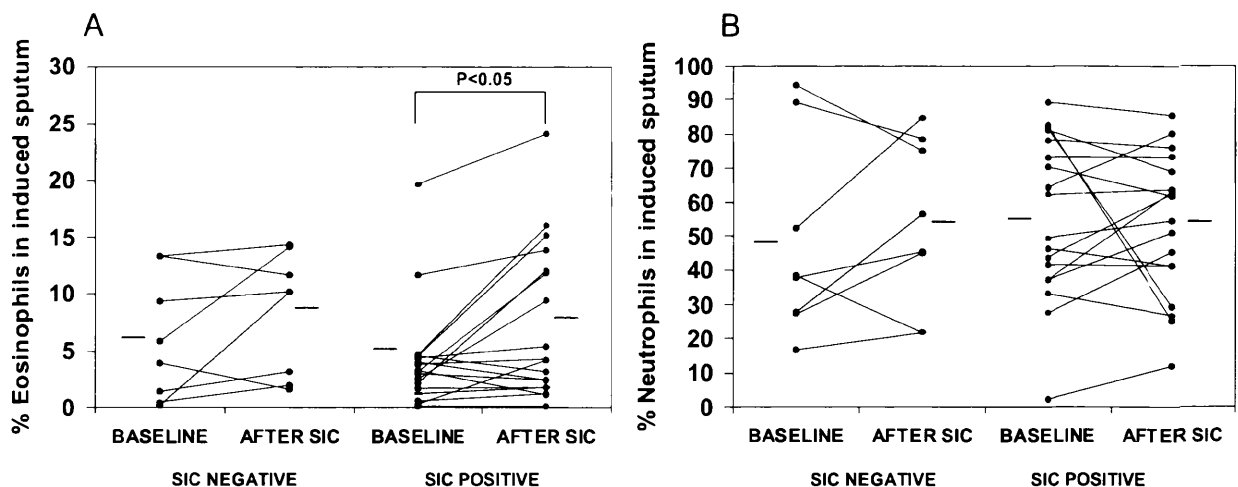 A
% Eosinophils in induced sputum
30
25
20
15
10
5
0
P<0.05
BASELINE AFTER SIC BASELINE AFTER SIC
SIC NEGATIVE SIC POSITIVE
B
% Neutrophils in induced sputum
100
90
80
70
60
50
40
30
20
10
0
BASELINE AFTER SIC BASELINE AFTER SIC
SIC NEGATIVE SIC POSITIVE